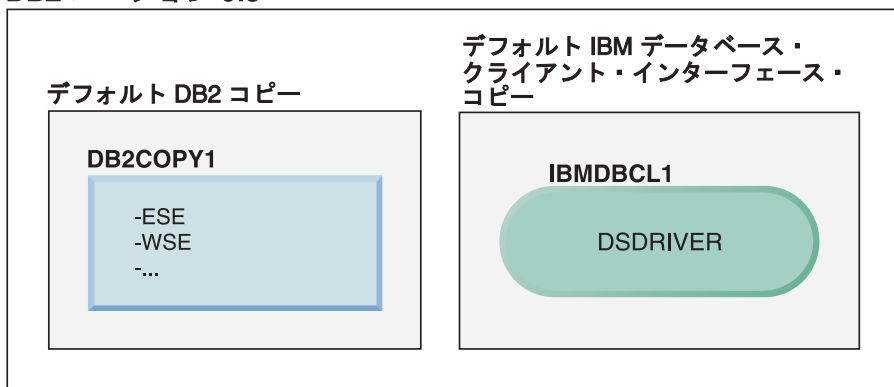 デフォルト DB2 コピー
DB2COPY1
-ESE
-WSE
-...
デフォルト IBM データベース・
クライアント・インターフェース・
コピー
IBMDBCL1
DSDRIVER